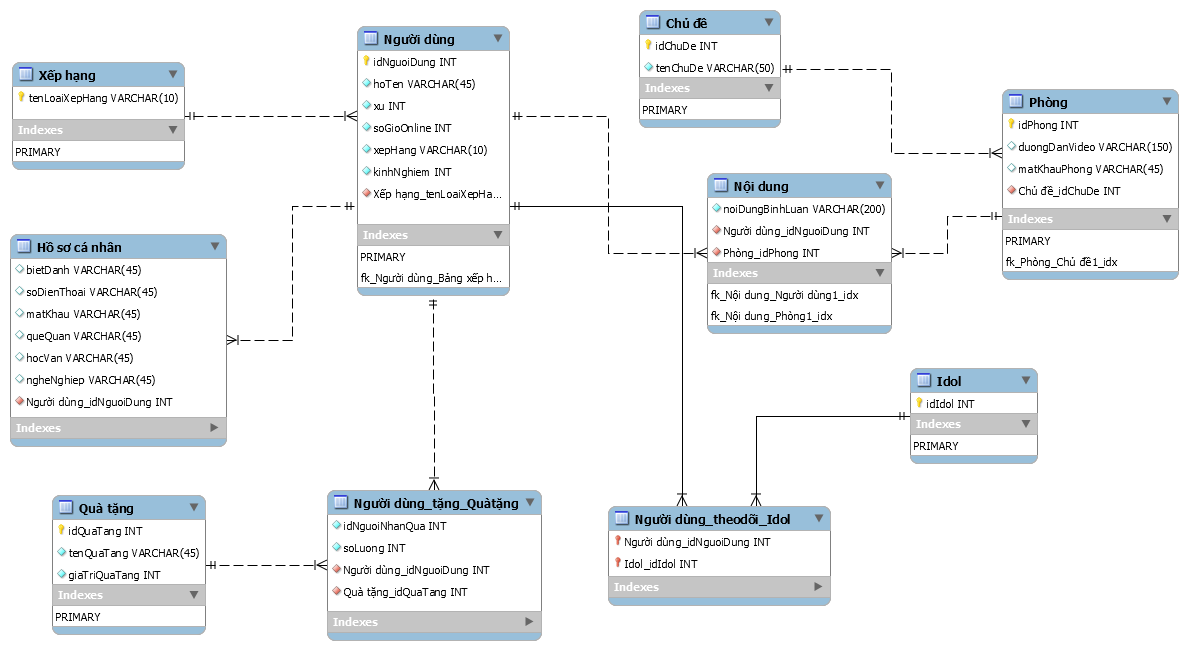 Xếp hạng
tenLoaiXepHang VARCHAR(10)
Indexes
PRIMARY
Người dùng
idNguoiDung INT
hoTen VARCHAR(45)
xu INT
soGioOnline INT
xepHang VARCHAR(10)
kinhNghiem INT
Xếp hạng_tenLoaiXepHa...
Indexes
PRIMARY
fk_Người dùng_Bảng xếp h...
Chủ đề
idChuDe INT
tenChuDe VARCHAR(50)
Indexes
PRIMARY
Phòng
idPhong INT
duongDanVideo VARCHAR(150)
matKhauPhong VARCHAR(45)
Chủ đề_idChuDe INT
Indexes
PRIMARY
fk_Phòng_Chủ đề1_idx
Nội dung
noiDungBinhLuan VARCHAR(200)
Người dùng_idNguoiDung INT
Phòng_idPhong INT
Indexes
fk_Nội dung_Người dùng1_idx
fk_Nội dung_Phòng1_idx
Hồ sơ cá nhân
bietDanh VARCHAR(45)
soDienThoai VARCHAR(45)
matKhau VARCHAR(45)
queQuan VARCHAR(45)
hocVan VARCHAR(45)
ngheNghiep VARCHAR(45)
Người dùng_idNguoiDung INT
Indexes
Idol
idIdol INT
Indexes
PRIMARY
Quà tặng
idQuaTang INT
tenQuaTang VARCHAR(45)
giaTriQuaTang INT
Indexes
PRIMARY
Người dùng_tặng_Quàtặng
idNguoiNhanQua INT
soLuong INT
Người dùng_idNguoiDung INT
Quà tặng_idQuaTang INT
Indexes
Người dùng_theodõi_Idol
Người dùng_idNguoiDung INT
Idol_idIdol INT
Indexes